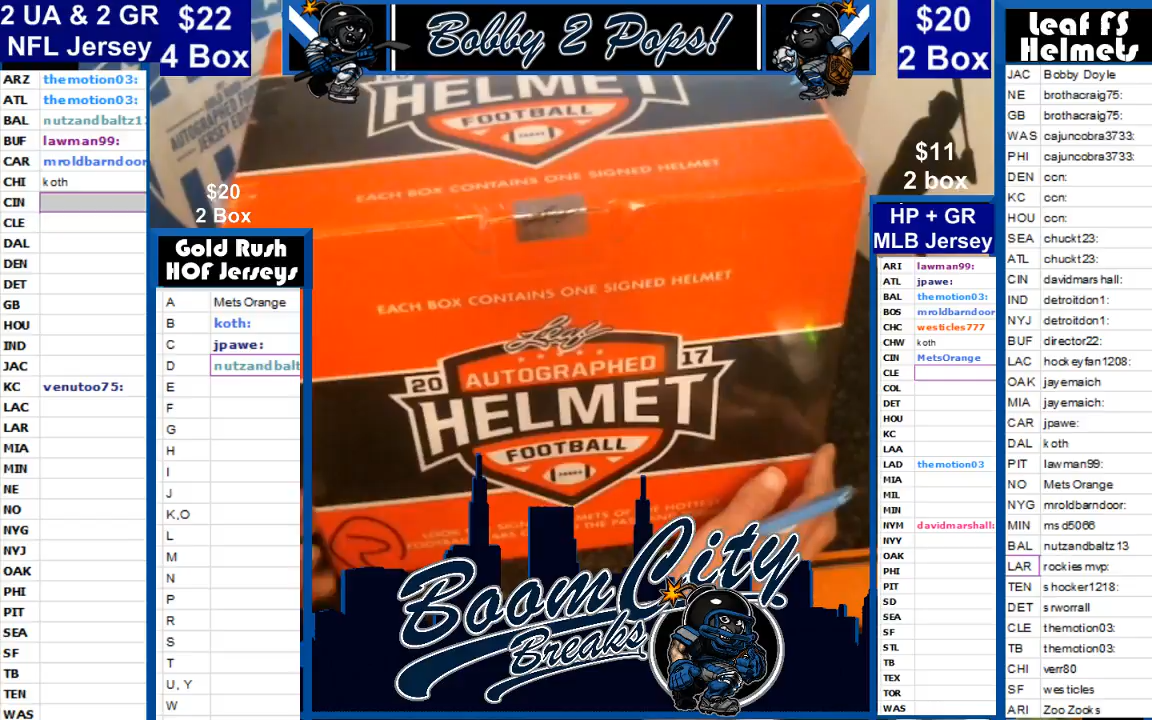 2 UA & 2 GR
NFL Jersey
$22
4 Box
ARZ themotion03:
ATL themotion03:
BAL nutzandbaltz1
BUF lawman99:
CAR mroldbarndoor
CHI koth
CIN
CLE
DAL
DEN
DET
GB
HOU
IND
JAC
KC venutoo75:
LAC
LAR
MIA
MIN
NE
NO
NYG
NYJ
OAK
PHI
PIT
SEA
SF
TB
TEN
WAS
$20
2 Box
Gold Rush
HOF Jerseys
A Mets Orange
B koth:
C jpawe:
D nutzandbalt
E
F
G
H
I
J
K,O
L
M
N
P
R
S
T
U, Y
W
Bobby 2 Pops!
HELMET
FOOTBALL
EACH BOX CONTAINS ONE SIGNED HELMET
EACH BOX CONTAINS ONE SIGNED HELMET
Leaf
20 AUTOGRAPHED 17
HELMET
FOOTBALL
Boom City
Breaks
$20
2 Box
$11
2 box
HP + GR
MLB Jersey
ARI lawman99:
ATL jpawe:
BAL themotion03:
BOS mroldbarndoor
CHC westicles777
CHW koth
CIN MetsOrange
CLE
COL
DET
HOU
KC
LAA
LAD themotion03
MIA
MIL
MIN
NYM davidmarshall:
NYY
OAK
PHI
PIT
SD
SEA
SF
STL
TB
TEX
TOR
WAS
Leaf FS
Helmets
JAC Bobby Doyle
NE brothacraig75:
GB brothacraig75:
WAS cajuncobra3733:
PHI cajuncobra3733:
DEN ccn:
KC ccn:
HOU ccn:
SEA chuckt23:
ATL chuckt23:
CIN davidmarshall:
IND detroitdon1:
NYJ detroitdon1:
BUF director22:
LAC hockeyfan1208:
OAK jayemaich
MIA jayemaich:
CAR jpawe:
DAL koth
PIT lawman99:
NO Mets Orange
NYG mroldbarndoor:
MIN msd5066
BAL nutzandbaltz13
LAR rockies mvp:
TEN shocker1218:
DET srworrall
CLE themotion03:
TB themotion03:
CHI verr80
SF westicles
ARI Zoo Zooks